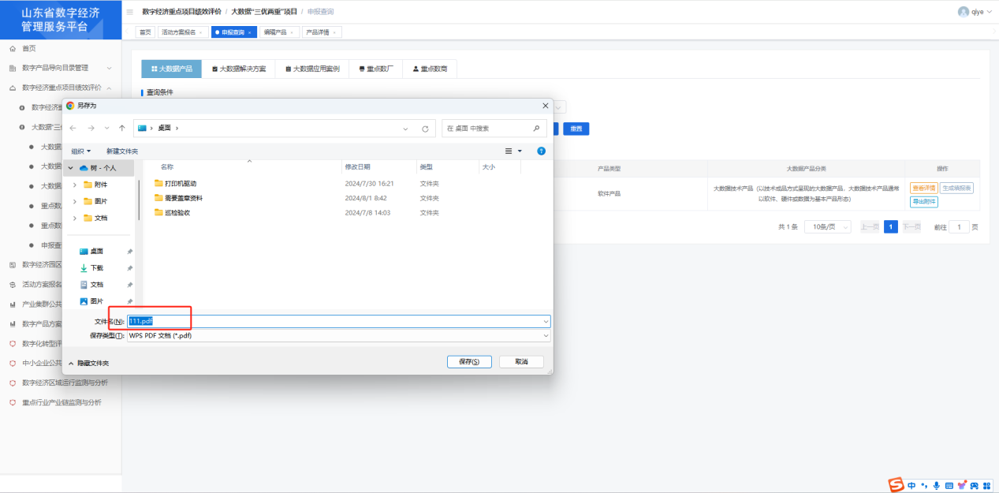 山东省数字经济
管理服务平台
数字经济重点项目绩效评价 / 大数据“三优两重”项目 / 申报查询
qiye
首页
活动方案报名
申报查询
编辑产品
产品详情
首页
数字产品导向目录管理
数字经济重点项目绩效评价
数字经济重
大数据“三优
大数据
大数据
大数据
重点数
重点数
申报查
数字经济园区
活动方案报名
产业集群公共
数字产品方案
数字化转型评
中小企业公共
数字经济区域运行监测与分析
重点行业产业链监测与分析
大数据产品
大数据解决方案
大数据应用案例
重点数厂
重点数商
查询条件
重置
产品类型
大数据产品分类
操作
软件产品
大数据技术产品（以技术成品方式呈现的大数据产品，大数据技术产品通常
以软件、硬件或数据为基本产品形态）
查看详情
生成填报表
导出附件
共 1 条
10条/页
上一页
1
下一页
前往
1
页
另存为
桌面
在 桌面 中搜索
组织
新建文件夹
树 - 个人
附件
图片
文档
桌面
下载
文档
图片
名称
修改日期
类型
大小
打印机驱动
2024/7/30 16:21
文件夹
需要盖章资料
2024/8/1 8:42
文件夹
巡检验收
2024/7/8 14:03
文件夹
文件名(N):
111.pdf
保存类型(T):
WPS PDF 文档 (*.pdf)
隐藏文件夹
保存(S)
取消
中